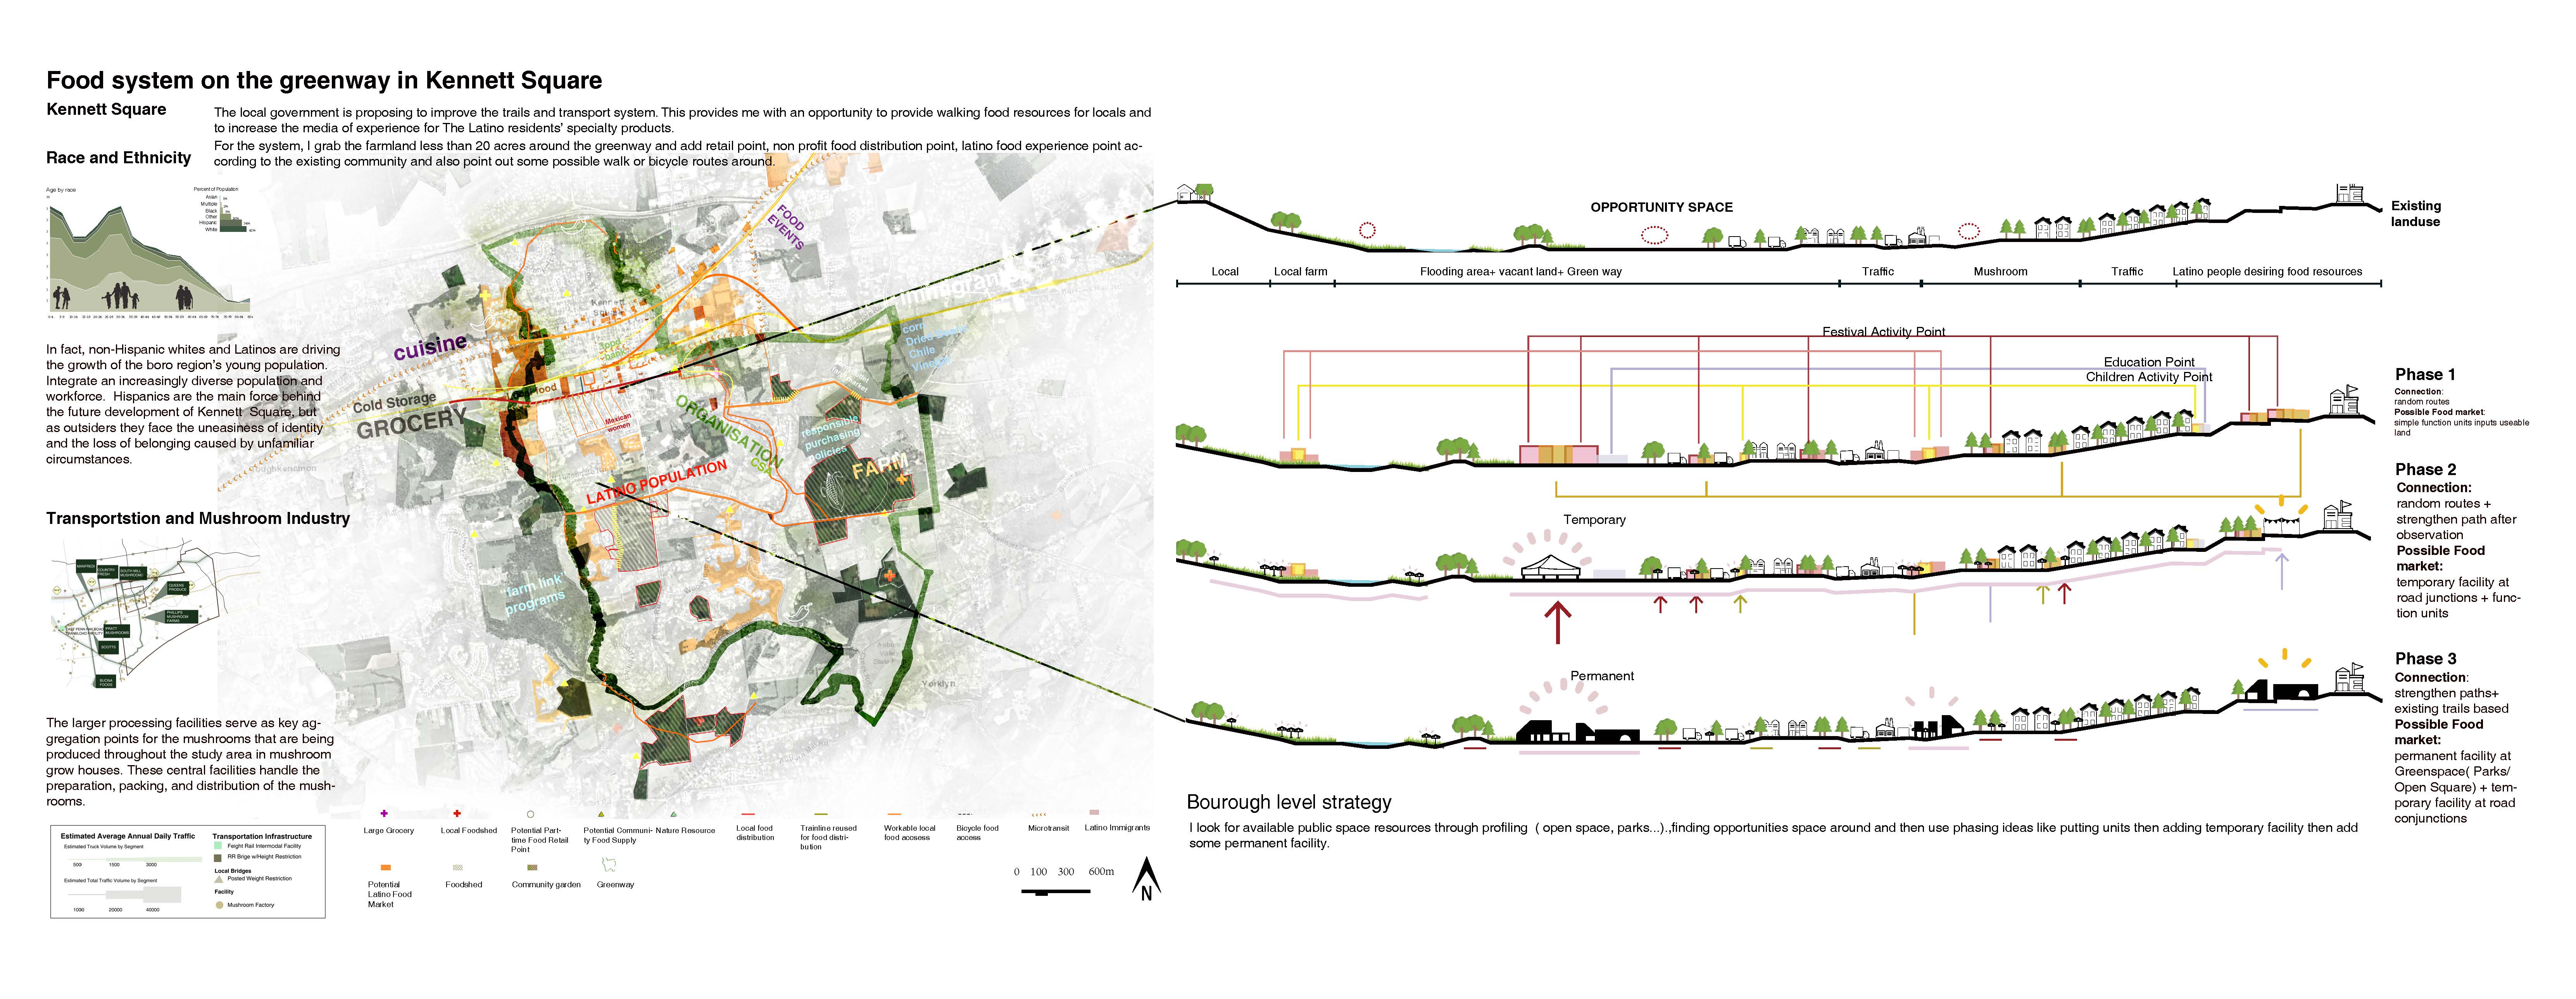 Food system on the greenway in Kennett Square
Kennett Square
The local government is proposing to improve the trails and transport system. This provides me with an opportunity to provide walking food resources for locals and
to increase the media of experience for The Latino residents' specialty products.
For the system, I grab the farmland less than 20 acres around the greenway and add retail point, non profit food distribution point, latino food experience point ac-
cording to the existing community and also point out some possible walk or bicycle routes around.
Race and Ethnicity
Age by race
Percent of Population
Asian
Multiple
Black
Other
Hispanic
White
In fact, non-Hispanic whites and Latinos are driving
the growth of the boro region's young population.
Integrate an increasingly diverse population and
workforce.  Hispanics are the main force behind
the future development of Kennett  Square, but
as outsiders they face the uneasiness of identity
and the loss of belonging caused by unfamiliar
circumstances.
Transportstion and Mushroom Industry
The larger processing facilities serve as key ag-
gregation points for the mushrooms that are being
produced throughout the study area in mushroom
grow houses. These central facilities handle the
preparation, packing, and distribution of the mush-
rooms.
Estimated Average Annual Daily Traffic
Estimated Truck Volume by Segment
500 1500 3000
Estimated Total Traffic Volume by Segment
1000 20000 40000
Transportation Infrastructure
Feight Rail Intermodal Facility
RR Brige w/Height Restriction
Local Bridges
Posted Weight Restriction
Facility
Mushroom Factory
FOOD
EVENTS
immigrant
cuisine
Cold Storage
GROCERY
food
Mexican
women
ORGANISATION
CSA
LATINO POPULATION
responsible
purchasing
policies
FARM
corn
Dried
Chile
'farm link'
programs
Yorklyn
Large Grocery
Local Foodshed
Potential Part-
time Food Retail
Point
Potential Communi-
ty Food Supply
Nature Resource
Local food
distribution
Trainline reused
for food distri-
bution
Workable local
food acosess
Bicycle food
access
Microtransit
Latino Immigrants
Potential
Latino Food
Market
Foodshed
Community garden
Greenway
0 100 300 600m
N
OPPORTUNITY SPACE
Existing
landuse
Local
Local farm
Flooding area+ vacant land+ Green way
Traffic
Mushroom
Traffic
Latino people desiring food resources
Festival Activity Point
Education Point
Children Activity Point
Phase 1
Connection:
random routes
Possible Food market:
simple function units inputs useable
land
Temporary
Phase 2
Connection:
random routes +
strengthen path after
observation
Possible Food
market:
temporary facility at
road junctions + func-
tion units
Permanent
Phase 3
Connection:
strengthen paths+
existing trails based
Possible Food
market:
permanent facility at
Greenspace( Parks/
Open Square) + tem-
porary facility at road
conjunctions
Bourough level strategy
I look for available public space resources through profiling  ( open space, parks...).,finding opportunities space around and then use phasing ideas like putting units then adding temporary facility then add
some permanent facility.